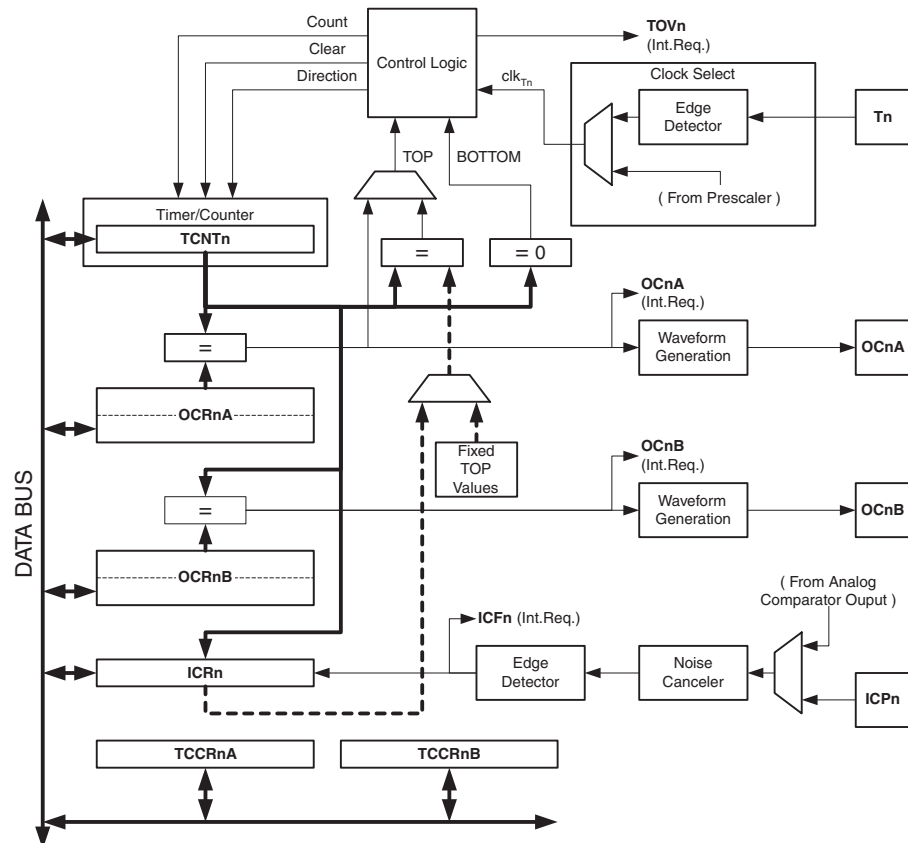 Count
Clear
Direction
Control Logic
TOVn
(Int.Req.)
clkTn
Clock Select
Edge
Detector
Tn
( From Prescaler )
TOP
BOTTOM
Timer/Counter
TCNTn
=
= 0
=
OCnA
(Int.Req.)
Waveform
Generation
OCnA
OCRnA
Fixed
TOP
Values
OCnB
(Int.Req.)
=
Waveform
Generation
OCnB
OCRnB
DATA BUS
( From Analog
Comparator Ouput )
ICFn (Int.Req.)
ICRn
Edge
Detector
Noise
Canceler
ICPn
TCCRnA
TCCRnB